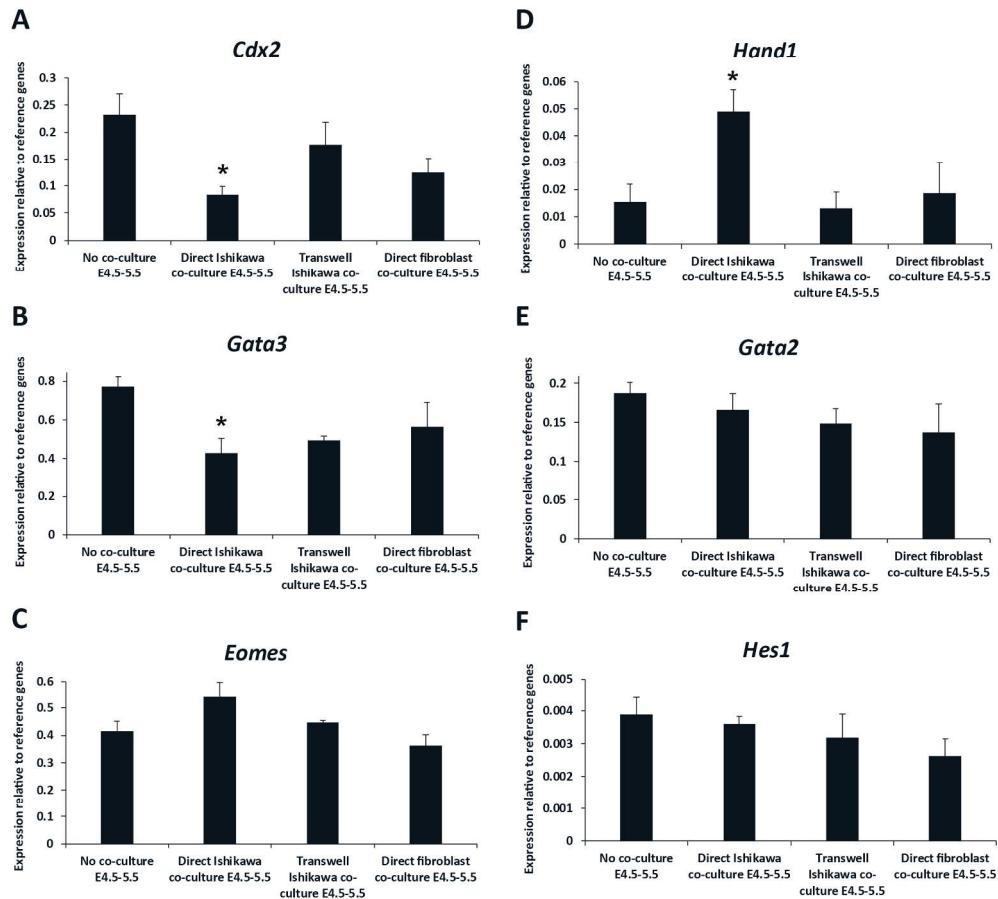 A
Cdx2
Expression relative to reference genes
0.3
0.25
0.2
0.15
0.1
0.05
0
*
No co-culture
E4.5-5.5
Direct Ishikawa
co-culture E4.5-5.5
Transwell
Ishikawa co-
culture E4.5-5.5
Direct fibroblast
co-culture E4.5-5.5
B
Gata3
Expression relative to reference genes
0.8
0.6
0.4
0.2
0
*
No co-culture
E4.5-5.5
Direct Ishikawa
co-culture E4.5-5.5
Transwell
Ishikawa co-
culture E4.5-5.5
Direct fibroblast
co-culture E4.5-5.5
C
Eomes
Expression relative to reference genes
0.6
0.5
0.4
0.3
0.2
0.1
0
No co-culture
E4.5-5.5
Direct Ishikawa
co-culture E4.5-5.5
Transwell
Ishikawa co-
culture E4.5-5.5
Direct fibroblast
co-culture E4.5-5.5
D
Hand1
Expression relative to reference genes
0.06
0.05
0.04
0.03
0.02
0.01
0
*
No co-culture
E4.5-5.5
Direct Ishikawa
co-culture E4.5-5.5
Transwell
Ishikawa co-
culture E4.5-5.5
Direct fibroblast
co-culture E4.5-5.5
E
Gata2
Expression relative to reference genes
0.2
0.15
0.1
0.05
0
No co-culture
E4.5-5.5
Direct Ishikawa
co-culture E4.5-5.5
Transwell
Ishikawa co-
culture E4.5-5.5
Direct fibroblast
co-culture E4.5-5.5
F
Hes1
Expression relative to reference genes
0.005
0.004
0.003
0.002
0.001
0
No co-culture
E4.5-5.5
Direct Ishikawa
co-culture E4.5-5.5
Transwell
Ishikawa co-
culture E4.5-5.5
Direct fibroblast
co-culture E4.5-5.5